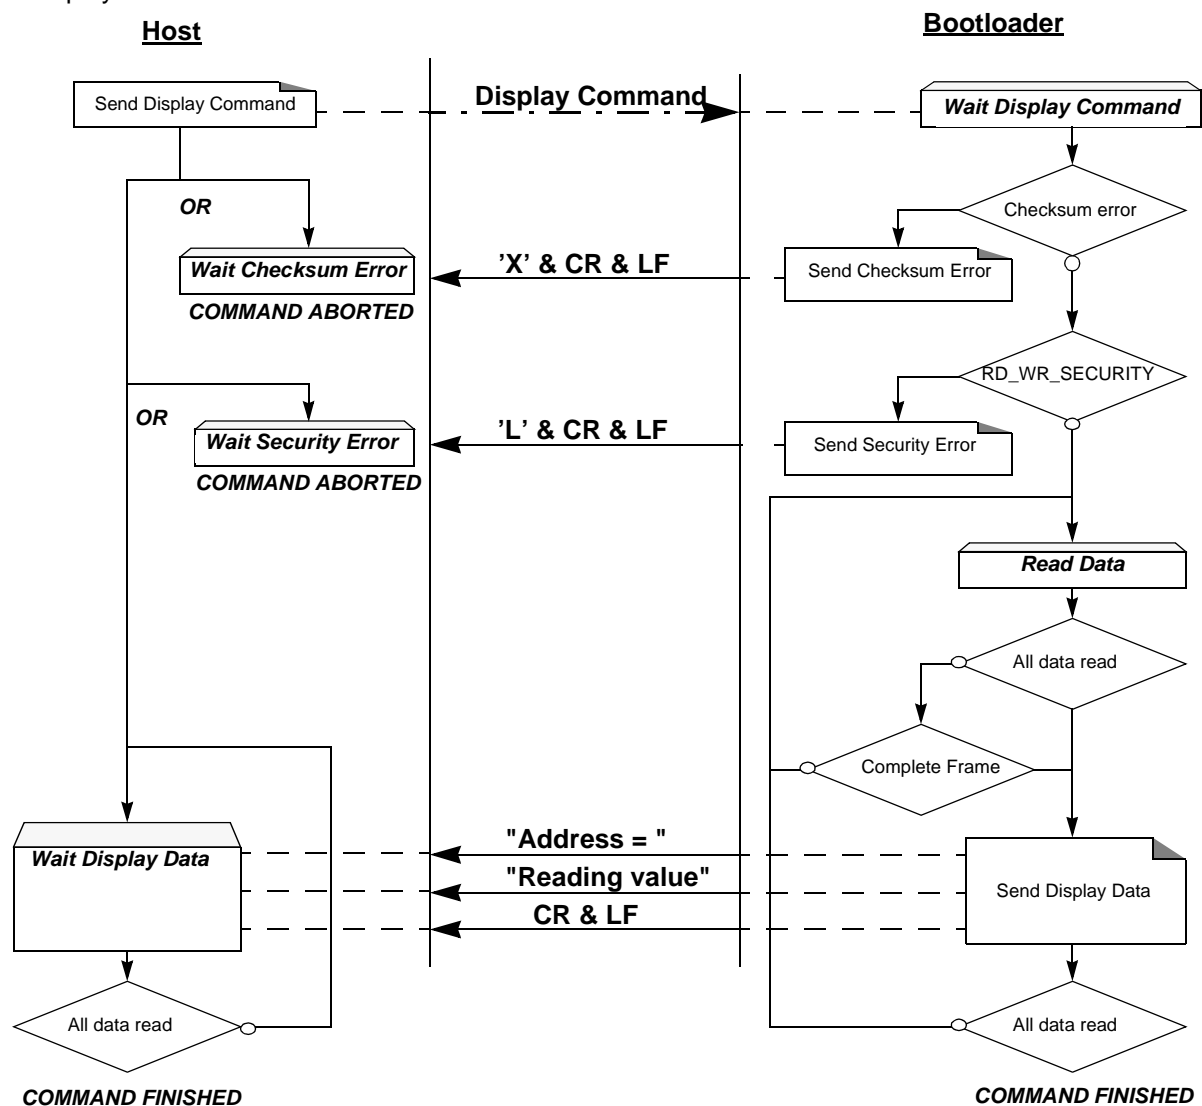 Host
Bootloader
Send Display Command
Display Command
Wait Display Command
OR
Checksum error
Wait Checksum Error
'X' & CR & LF
Send Checksum Error
COMMAND ABORTED
RD_WR_SECURITY
OR
Wait Security Error
'L' & CR & LF
Send Security Error
COMMAND ABORTED
Read Data
All data read
Complete Frame
Wait Display Data
"Address = "
"Reading value"
CR & LF
Send Display Data
All data read
All data read
COMMAND FINISHED
COMMAND FINISHED